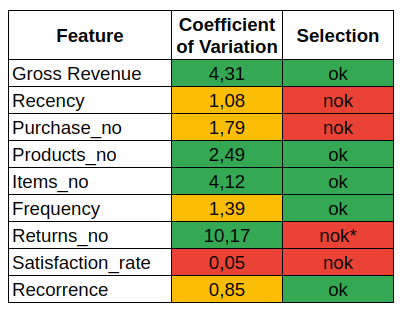 Feature Coefficient of Variation Selection
Gross Revenue 4,31 ok
Recency 1,08 nok
Purchase_no 1,79 nok
Products_no 2,49 ok
Items_no 4,12 ok
Frequency 1,39 ok
Returns_no 10,17 nok*
Satisfaction_rate 0,05 nok
Recorrence 0,85 ok